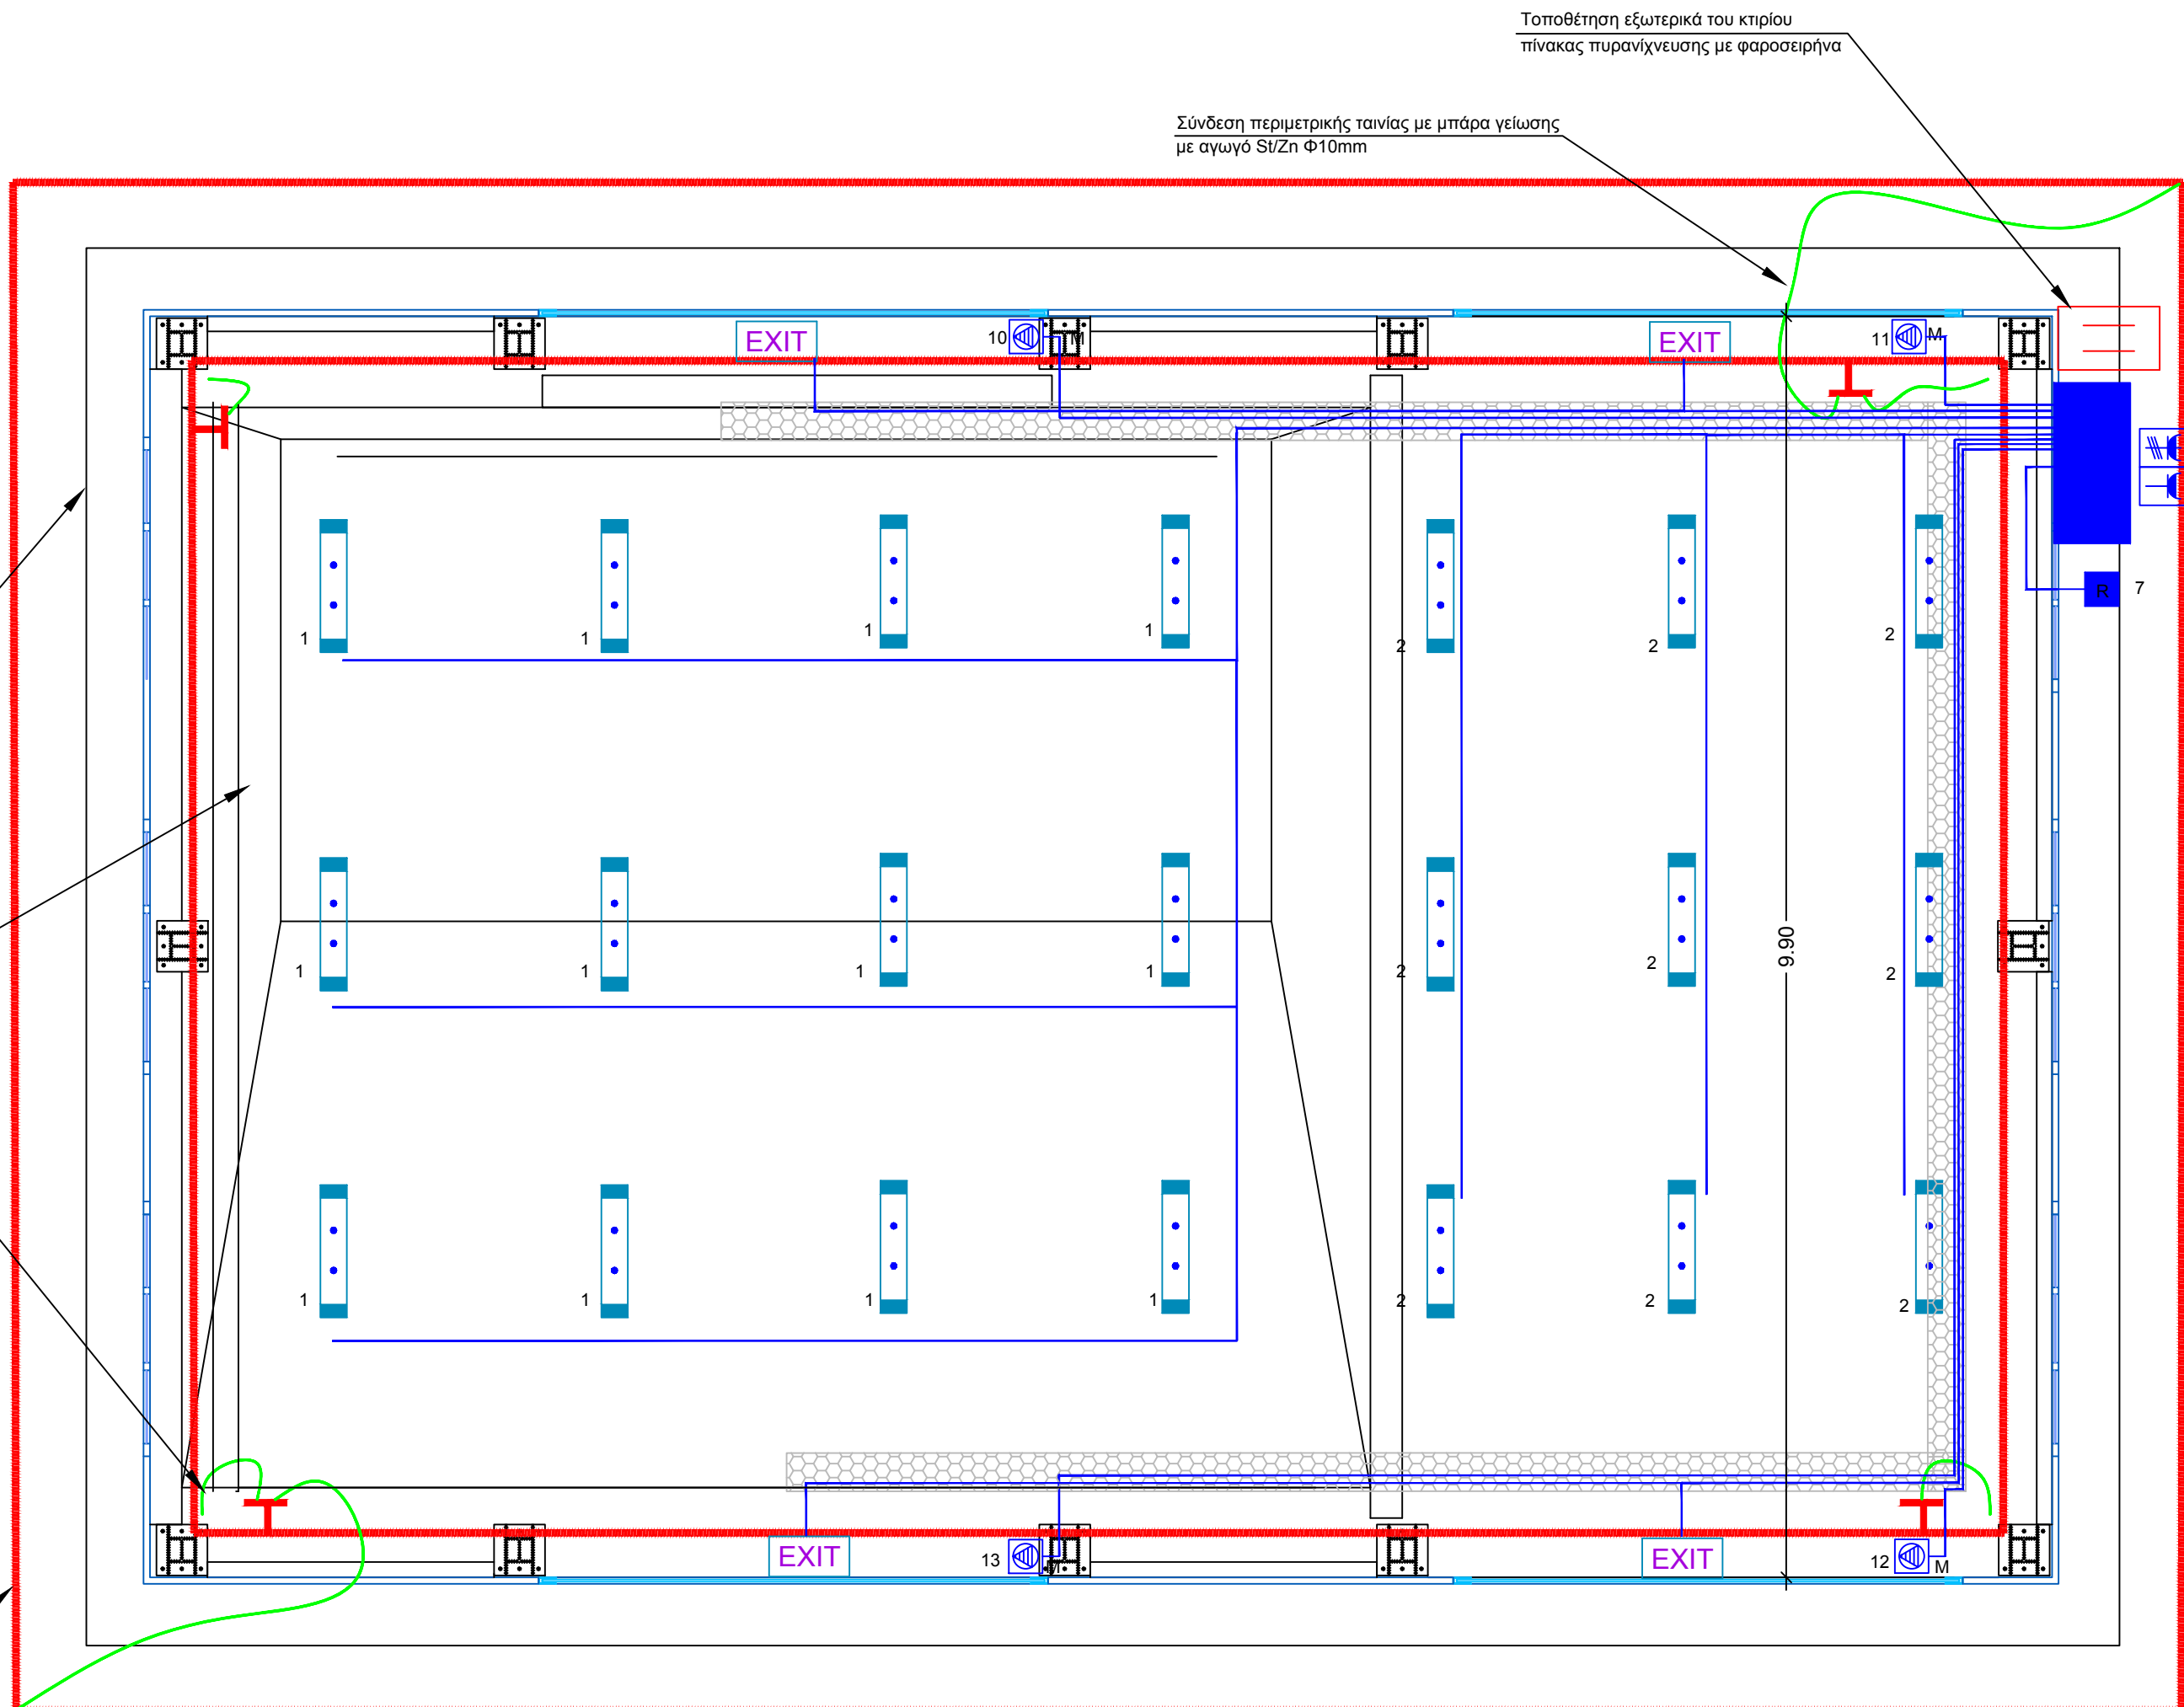 Τοποθέτηση εξωτερικά του κτιρίου
πίνακας πυρανίχνευσης με φαροσειρήνα
Σύνδεση περιμετρικής ταινίας με μπάρα γείωσης
με αγωγό St/Zn Φ10mm
EXIT
10
M
EXIT
11
M
R
7
1
1
1
1
2
2
2
9.90
1
1
1
1
2
2
2
1
1
1
1
2
2
2
EXIT
13
M
EXIT
12
M